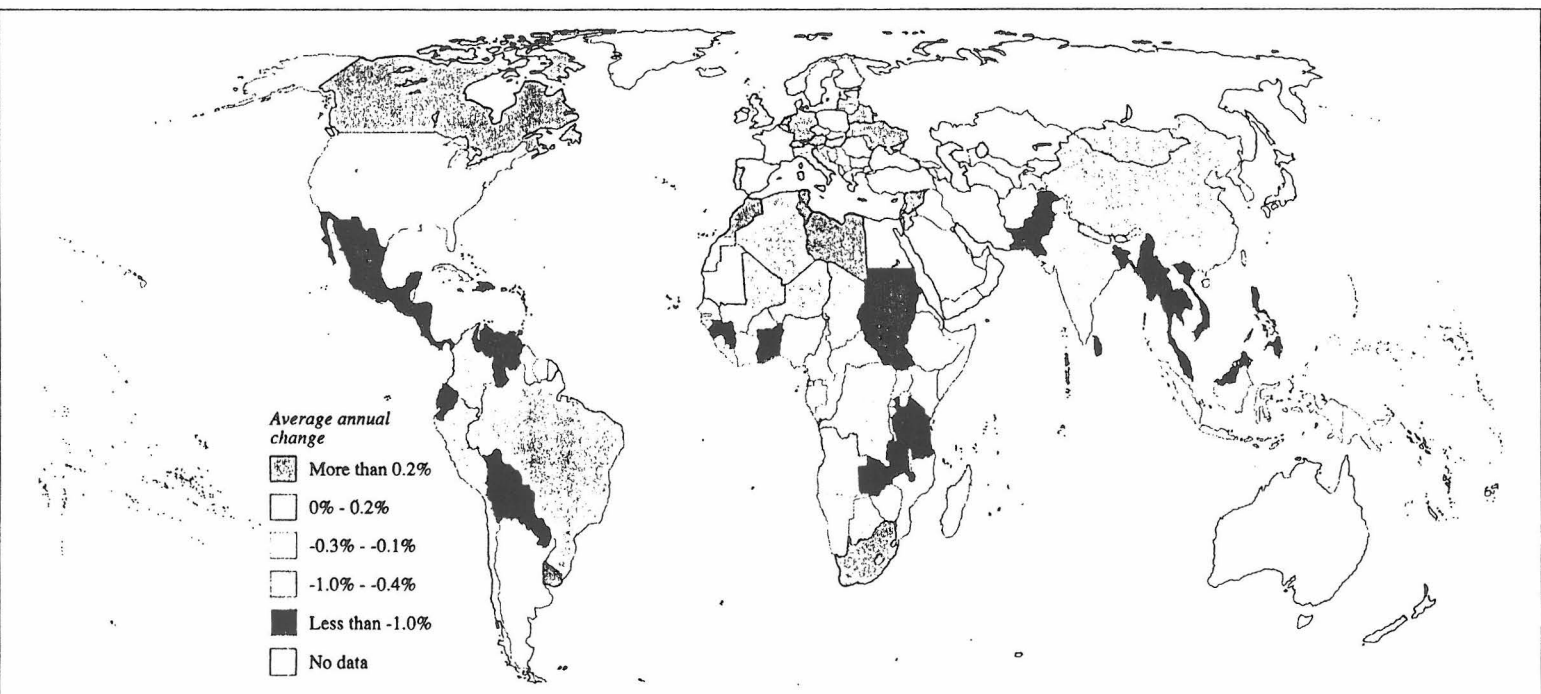 Average annual
change
More than 0.2%
0% - 0.2%
-0.3% - -0.1%
-1.0% - -0.4%
Less than -1.0%
No data